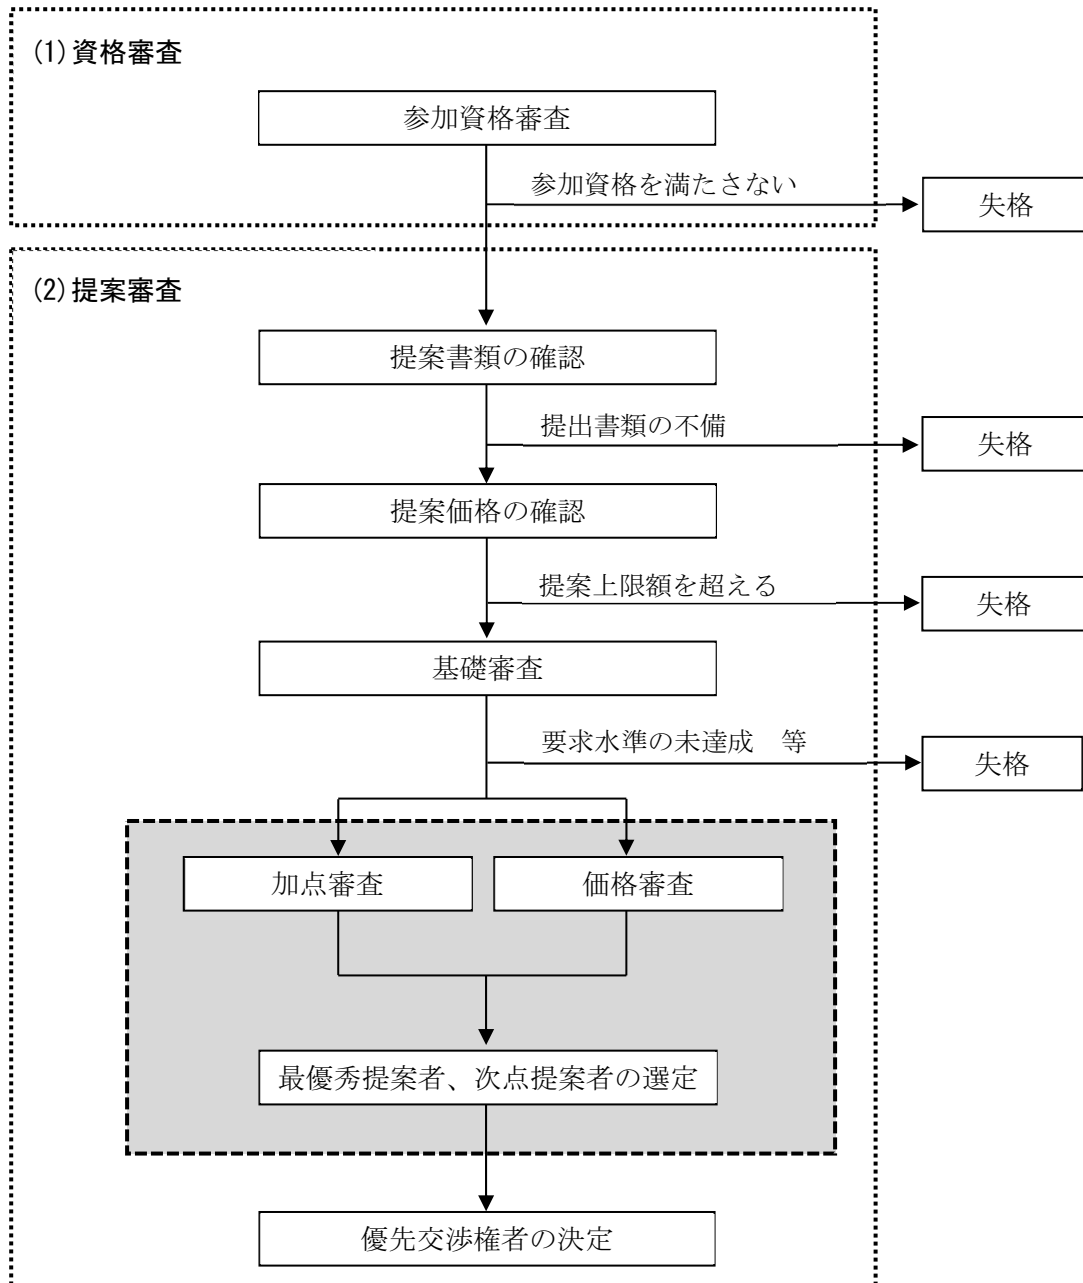 (1)資格審査
参加資格審査
参加資格を満たさない
失格
(2)提案審査
提案書類の確認
提出書類の不備
失格
提案価格の確認
提案上限額を超える
失格
基礎審査
要求水準の未達成　等
失格
加点審査
価格審査
最優秀提案者、次点提案者の選定
優先交渉権者の決定